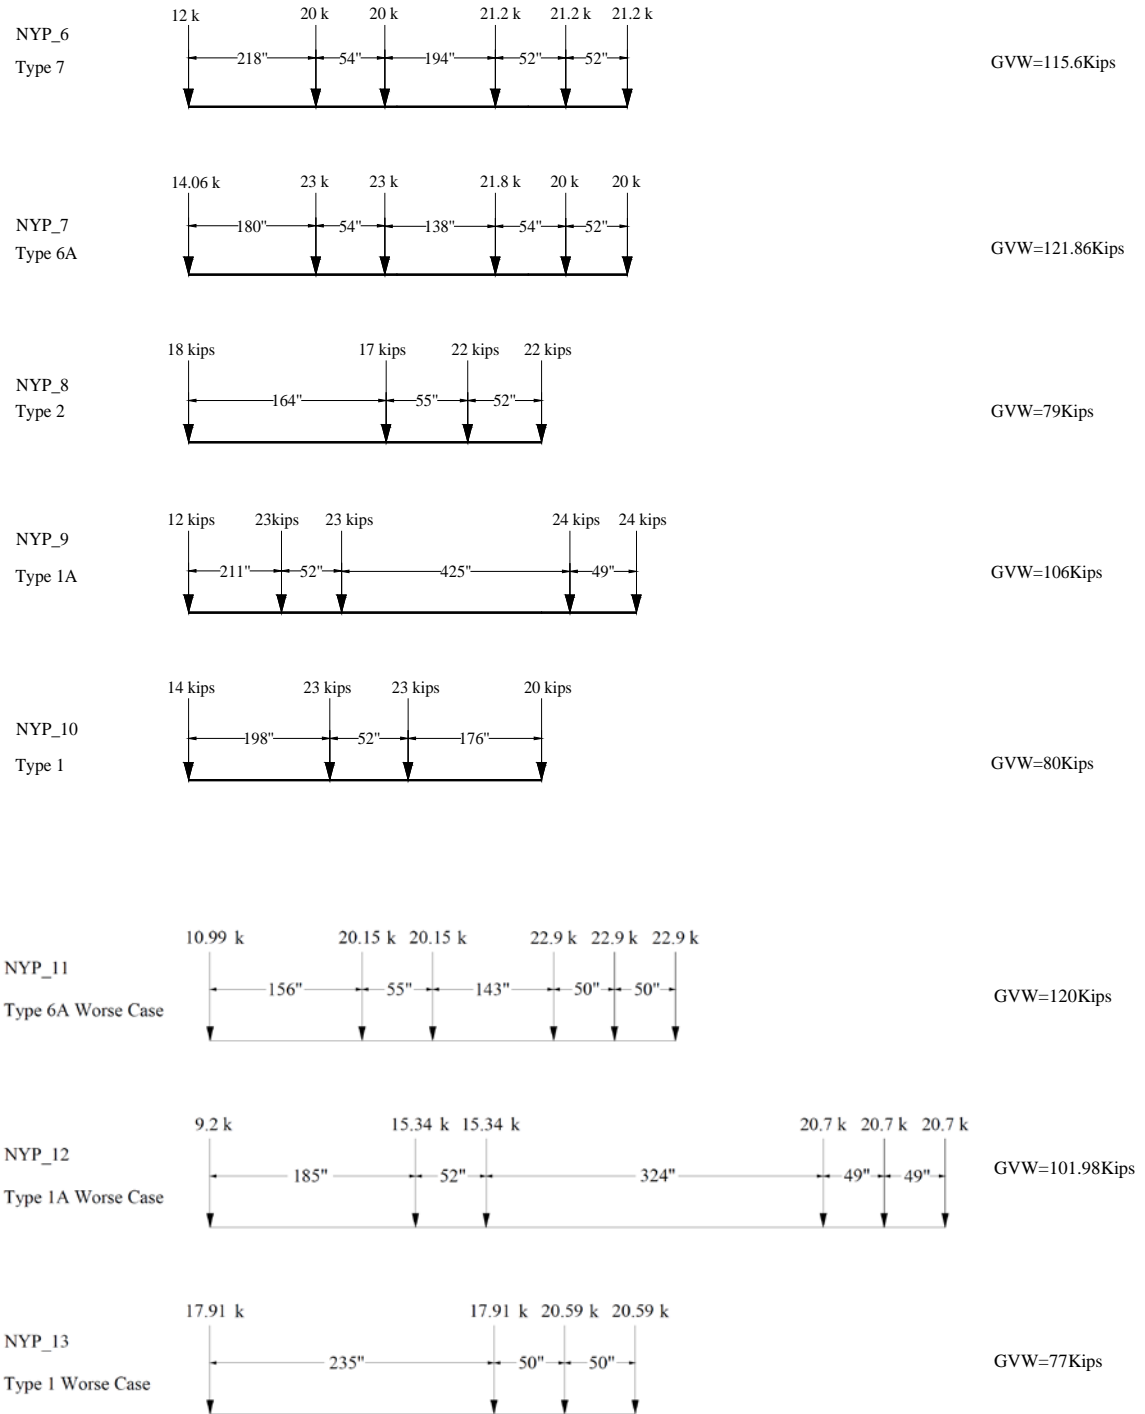 12 k 20 k 20 k 21.2 k 21.2 k 21.2 k
NYP_6
218" 54" 194" 52" 52"
Type 7
GVW=115.6Kips
14.06 k 23 k 23 k 21.8 k 20 k 20 k
NYP_7
180" 54" 138" 54" 52"
Type 6A
GVW=121.86Kips
18 kips 17 kips 22 kips 22 kips
NYP_8
164" 55" 52"
Type 2
GVW=79Kips
12 kips 23kips 23 kips 24 kips 24 kips
NYP_9
211" 52" 425" 49"
Type 1A
GVW=106Kips
14 kips 23 kips 23 kips 20 kips
NYP_10
198" 52" 176"
Type 1
GVW=80Kips
10.99 k 20.15 k 20.15 k 22.9 k 22.9 k 22.9 k
NYP_11
156" 55" 143" 50" 50"
Type 6A Worse Case
GVW=120Kips
9.2 k 15.34 k 15.34 k 20.7 k 20.7 k 20.7 k
NYP_12
185" 52" 324" 49" 49"
Type 1A Worse Case
GVW=101.98Kips
17.91 k 17.91 k 20.59 k 20.59 k
NYP_13
235" 50" 50"
Type 1 Worse Case
GVW=77Kips